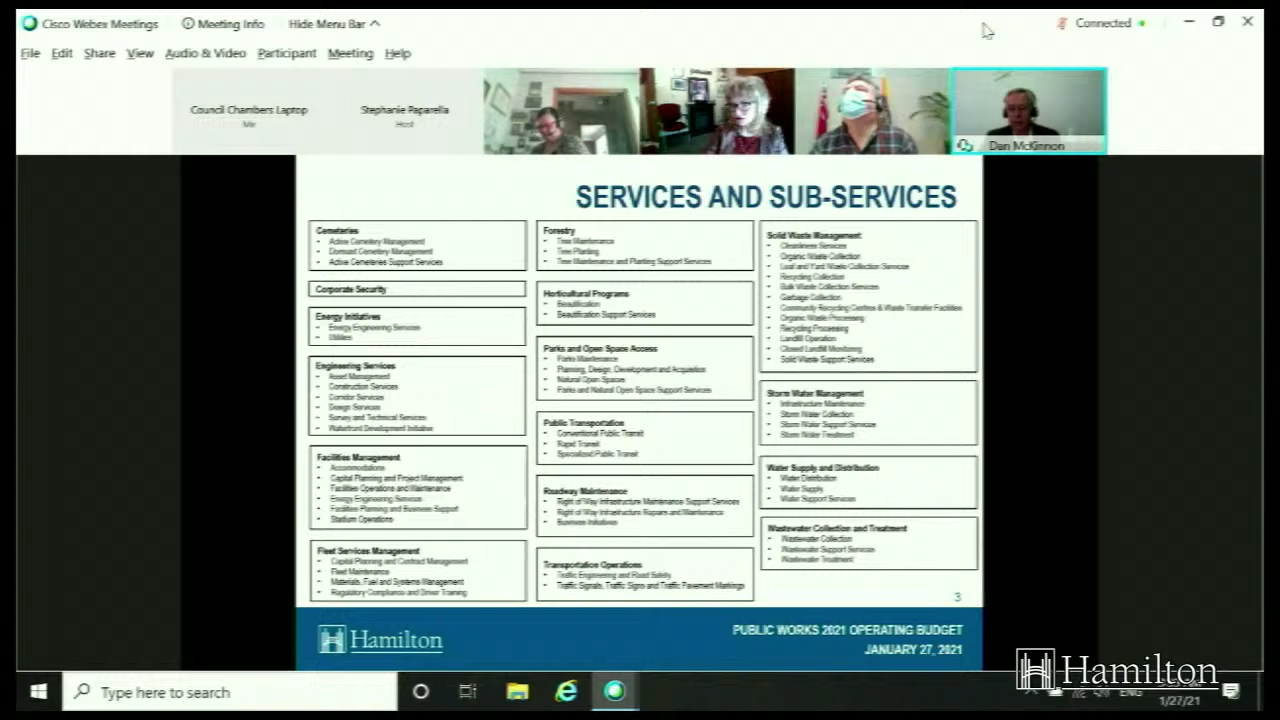 Cisco Webex Meetings
Meeting Info
Hide Menu Bar
Connected
File Edit Share View Audio & Video Participant Meeting Help
Council Chambers Laptop
Me
Stephanie Paparella
Host
Dan McKinnon
SERVICES AND SUB-SERVICES
Cemeteries
• Active Cemetery Management
• Dormant Cemetery Management
• Active Cemeteries Support Services
Corporate Security
Energy Initiatives
• Energy Engineering Services
• Utilities
Engineering Services
• Asset Management
• Construction Services
• Corridor Services
• Design Services
• Survey and Technical Services
• Waterfront Development Initiative
Facilities Management
• Accommodations
• Capital Planning and Project Management
• Facilities Operations and Maintenance
• Energy Engineering Services
• Facilities Planning and Business Support
• Stadium Operations
Fleet Services Management
• Capital Planning and Contract Management
• Fleet Maintenance
• Materials, Fuel and Systems Management
• Regulatory Compliance and Driver Training
Forestry
• Tree Maintenance
• Tree Planting
• Tree Maintenance and Planting Support Services
Horticultural Programs
• Beautification
• Beautification Support Services
Parks and Open Space Access
• Parks Maintenance
• Planning, Design, Development and Acquisition
• Natural Open Spaces
• Parks and Natural Open Space Support Services
Public Transportation
• Conventional Public Transit
• Rapid Transit
• Specialized Public Transit
Roadway Maintenance
• Right of Way Infrastructure Maintenance Support Services
• Right of Way Infrastructure Repairs and Maintenance
• Business Initiatives
Transportation Operations
• Traffic Engineering and Road Safety
• Traffic Signals, Traffic Signs and Traffic Pavement Markings
Solid Waste Management
• Cleanliness Services
• Organic Waste Collection
• Leaf and Yard Waste Collection Services
• Recycling Collection
• Bulk Waste Collection Services
• Garbage Collection
• Community Recycling Centres & Waste Transfer Facilities
• Organic Waste Processing
• Recycling Processing
• Landfill Operation
• Closed Landfill Monitoring
• Solid Waste Support Services
Storm Water Management
• Infrastructure Maintenance
• Storm Water Collection
• Storm Water Support Services
• Storm Water Treatment
Water Supply and Distribution
• Water Distribution
• Water Supply
• Water Support Services
Wastewater Collection and Treatment
• Wastewater Collection
• Wastewater Support Services
• Wastewater Treatment
3
Hamilton
PUBLIC WORKS 2021 OPERATING BUDGET
JANUARY 27, 2021
Hamilton
Type here to search
ENG
1/27/21